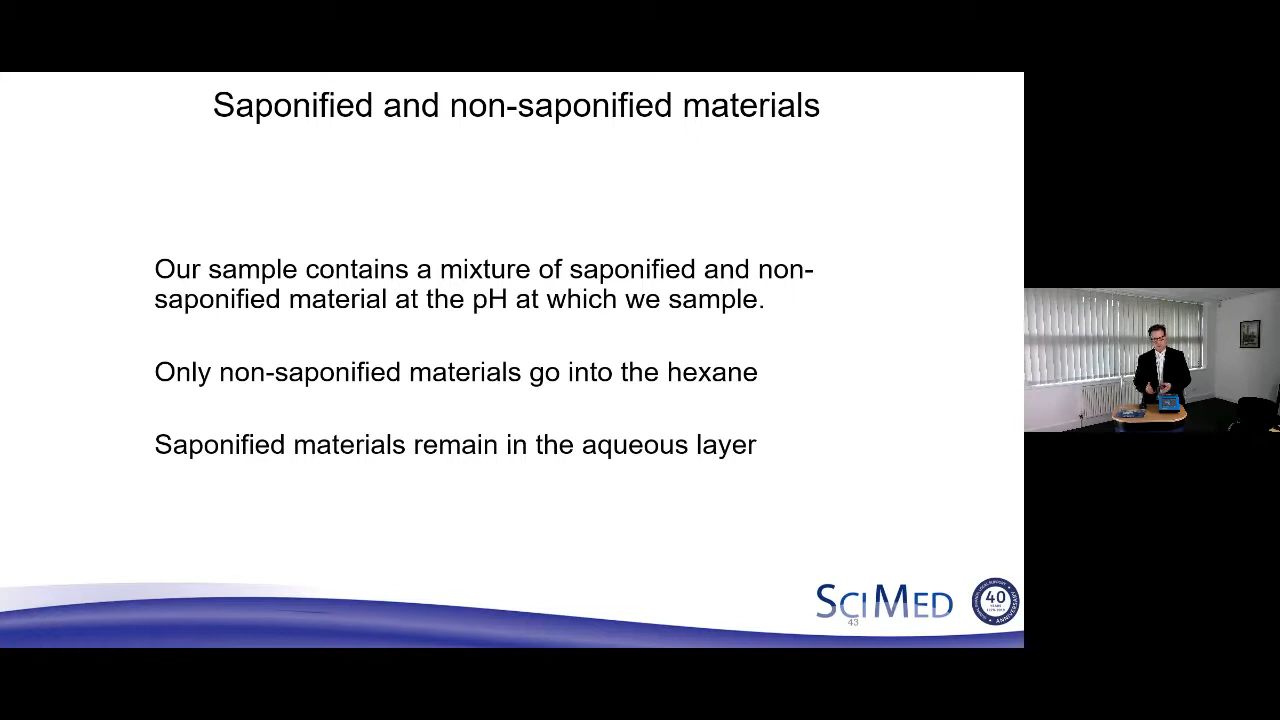 Saponified and non-saponified materials
Our sample contains a mixture of saponified and non-
saponified material at the pH at which we sample.
Only non-saponified materials go into the hexane
Saponified materials remain in the aqueous layer
SCIMED
43
40
YEARS
ANNIVERSARY